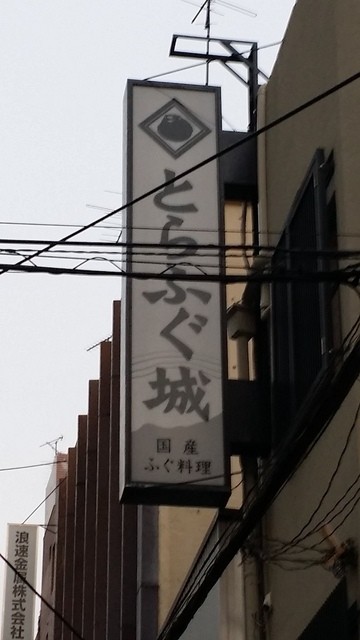 とらふぐ城
国産
ふぐ料理
浪速金属株式会社